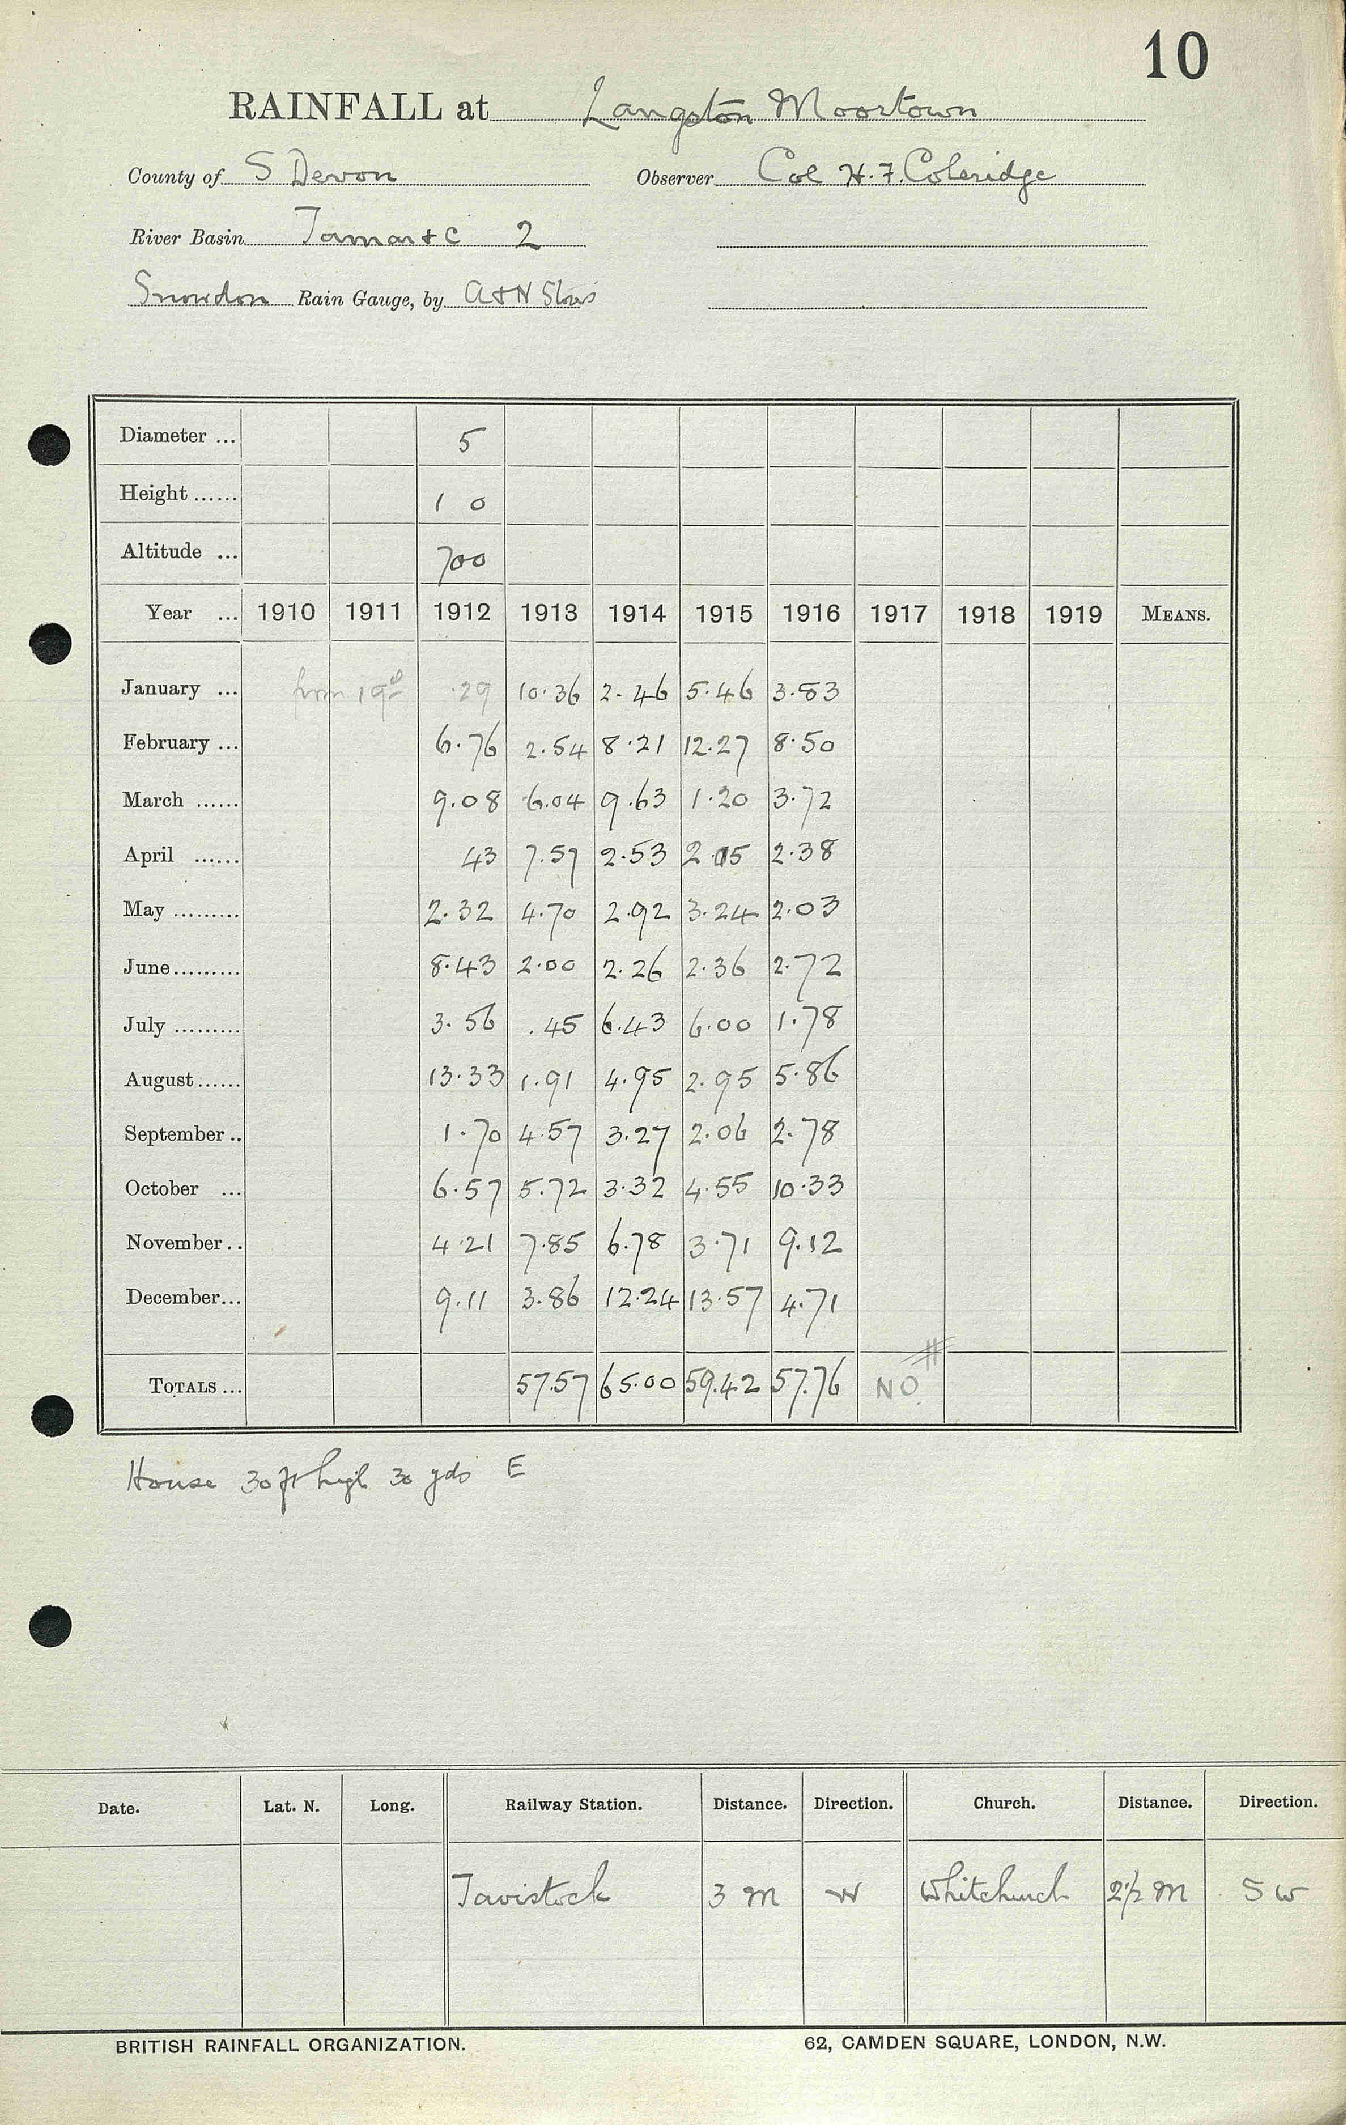 10
RAINFALL at Langston Moortown
County of S Devon Observer Col H. F. Coleridge
River Basin Tamar & C 2
Snowdon Rain Gauge, by A & N Stores
Diameter ... 5
Height ...... 1 0
Altitude ... 700
Year ... 1910 1911 1912 1913 1914 1915 1916 1917 1918 1919 MEANS.
January ... from 19th .29 10.36 2.46 5.46 3.83
February ... 6.76 2.54 8.21 12.27 8.50
March ...... 9.08 6.04 9.63 1.20 3.72
April ...... 43 7.57 2.53 2.05 2.38
May ......... 2.32 4.70 2.92 3.24 2.03
June ......... 8.43 2.00 2.26 2.36 2.72
July ......... 3.56 .45 6.43 6.00 1.78
August ...... 13.33 1.91 4.95 2.95 5.86
September .. 1.70 4.57 3.27 2.06 2.78
October ... 6.57 5.72 3.32 4.55 10.33
November .. 4.21 7.85 6.78 3.71 9.12
December ... 9.11 3.86 12.24 13.57 4.71
TOTALS ... 57.57 65.00 59.42 57.76 NO #
House 30 ft high 30 yds E
Date. Lat. N. Long. Railway Station. Distance. Direction. Church. Distance. Direction.
Tavistock 3 m W Whitchurch 2½ m SW
BRITISH RAINFALL ORGANIZATION. 62, CAMDEN SQUARE, LONDON, N.W.